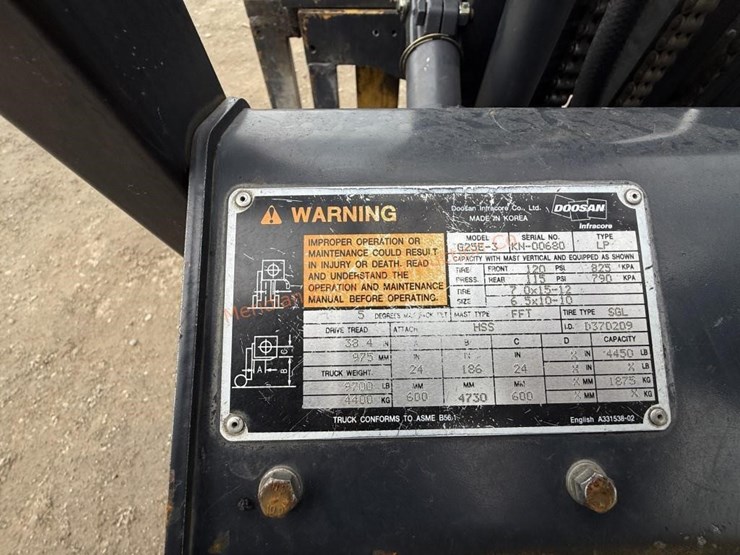 WARNING
Doosan Infracore Co., Ltd.
MADE IN KOREA
DOOSAN
Infracore
IMPROPER OPERATION OR
MAINTENANCE COULD RESULT
IN INJURY OR DEATH. READ
AND UNDERSTAND THE
OPERATION AND MAINTENANCE
MANUAL BEFORE OPERATING.
MODEL SERIAL NO. TYPE
G25E-3 KN-00680 LP
CAPACITY WITH MAST VERTICAL AND EQUIPPED AS SHOWN
TIRE FRONT 120 PSI 825 KPA
PRESS. REAR 115 PSI 790 KPA
TIRE 7.0x15-12
SIZE 6.5x10-10
5 DEGREES MAX BACK TILT MAST TYPE FFT TIRE TYPE SGL
DRIVE TREAD ATTACH. HSS I.D. D370209
38.4 IN A B C D CAPACITY
975 MM IN IN IN X IN 4450 LB
TRUCK WEIGHT 24 186 24
9700 LB MM MM MM X MM 1875 KG
4400 KG 600 4730 600 X KG
TRUCK CONFORMS TO ASME B56.1
English A331538-02
A
B
C